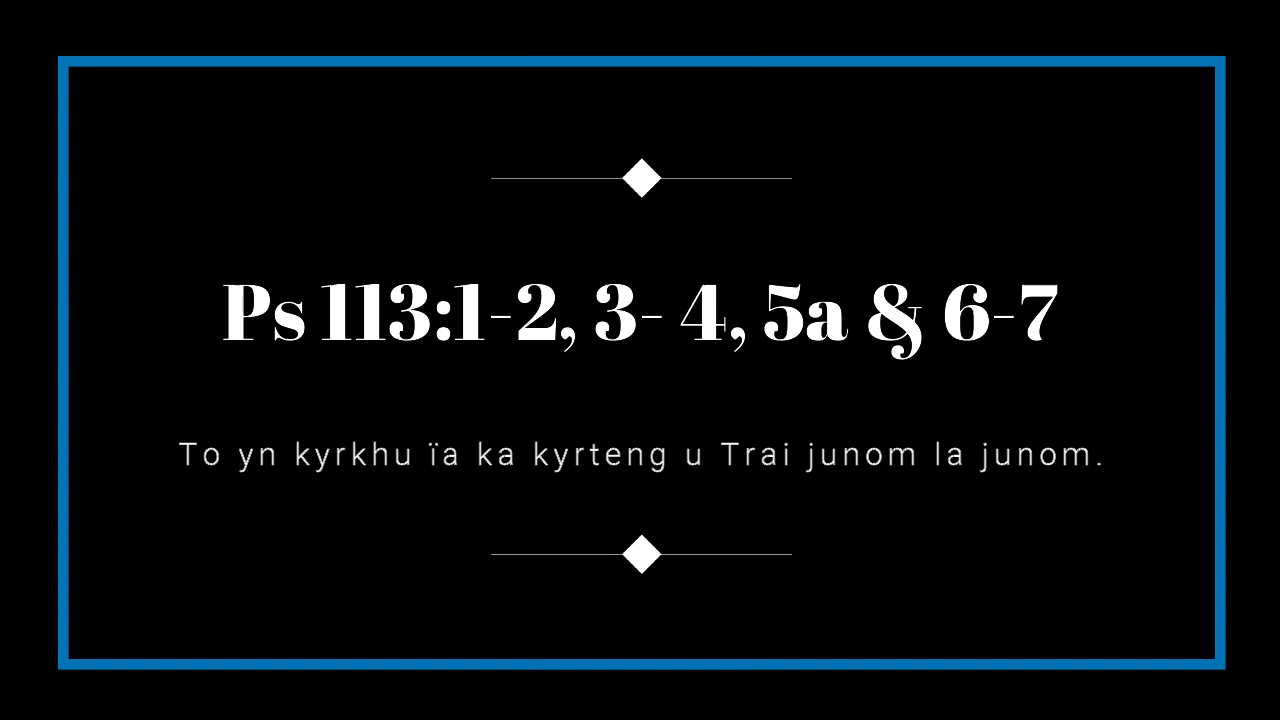 Ps 113:1-2, 3- 4, 5a & 6-7
To yn kyrkhu ïa ka kyrteng u Trai junom la junom.